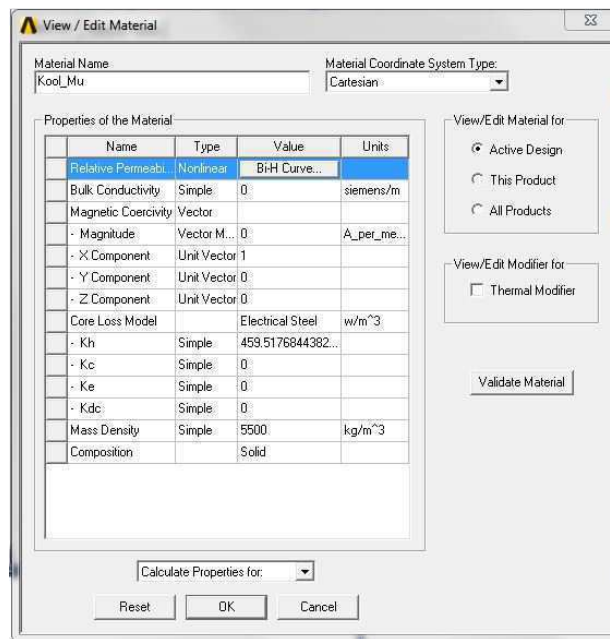 View / Edit Material
Material Name
Kool_Mu
Material Coordinate System Type:
Cartesian
Properties of the Material
Name Type Value Units
Relative Permeabi... Nonlinear B-H Curve...
Bulk Conductivity Simple 0 siemens/m
Magnetic Coercivity Vector
- Magnitude Vector M... 0 A_per_me...
- X Component Unit Vector 1
- Y Component Unit Vector 0
- Z Component Unit Vector 0
Core Loss Model Electrical Steel w/m^3
- Kh Simple 459.5176844382...
- Kc Simple 0
- Ke Simple 0
- Kdc Simple 0
Mass Density Simple 5500 kg/m^3
Composition Solid
View/Edit Material for
Active Design
This Product
All Products
View/Edit Modifier for
Thermal Modifier
Validate Material
Calculate Properties for:
Reset OK Cancel